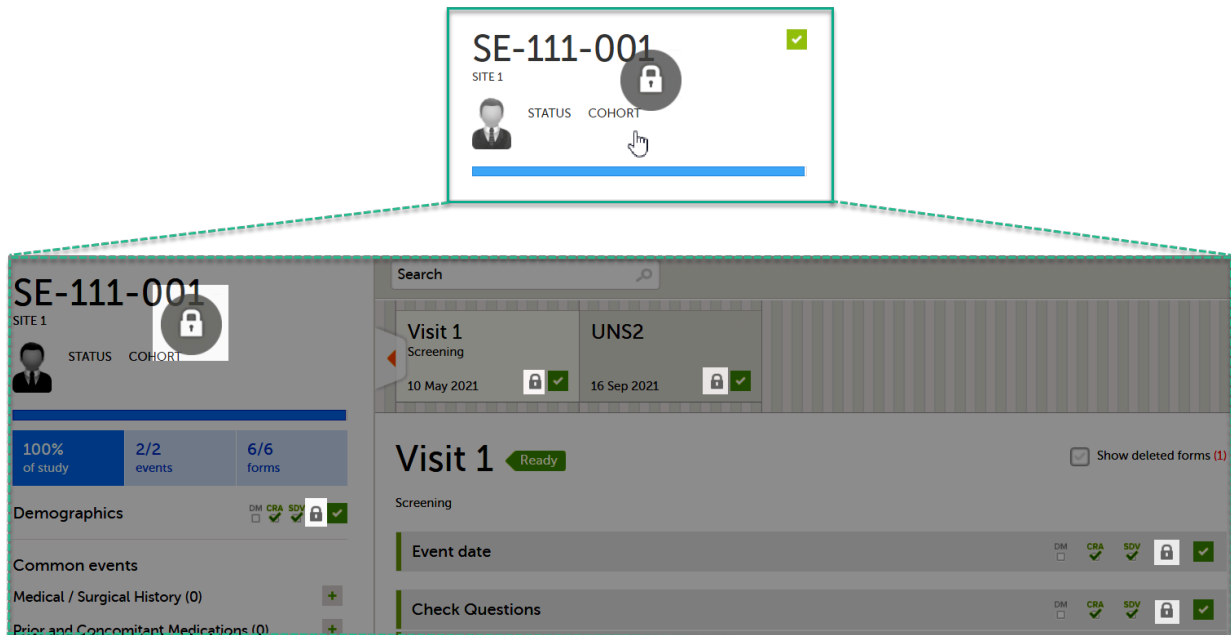 SE-111-001
SITE 1
STATUS COHORT
SE-111-001
SITE 1
STATUS COHORT
100%
of study
2/2
events
6/6
forms
Demographics DM CRA SDV
Common events
Medical / Surgical History (0) +
Prior and Concomitant Medications (0) +
Search
Visit 1
Screening
10 May 2021
UNS2
16 Sep 2021
Visit 1 Ready
Show deleted forms (1)
Screening
Event date DM CRA SDV
Check Questions DM CRA SDV